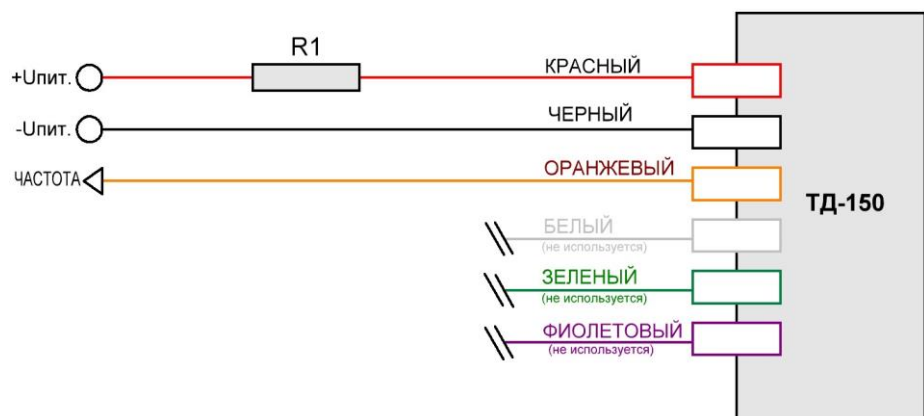 R1
+Uпит.
КРАСНЫЙ
-Uпит.
ЧЕРНЫЙ
ЧАСТОТА
ОРАНЖЕВЫЙ
ТД-150
БЕЛЫЙ
(не используется)
ЗЕЛЕНЫЙ
(не используется)
ФИОЛЕТОВЫЙ
(не используется)